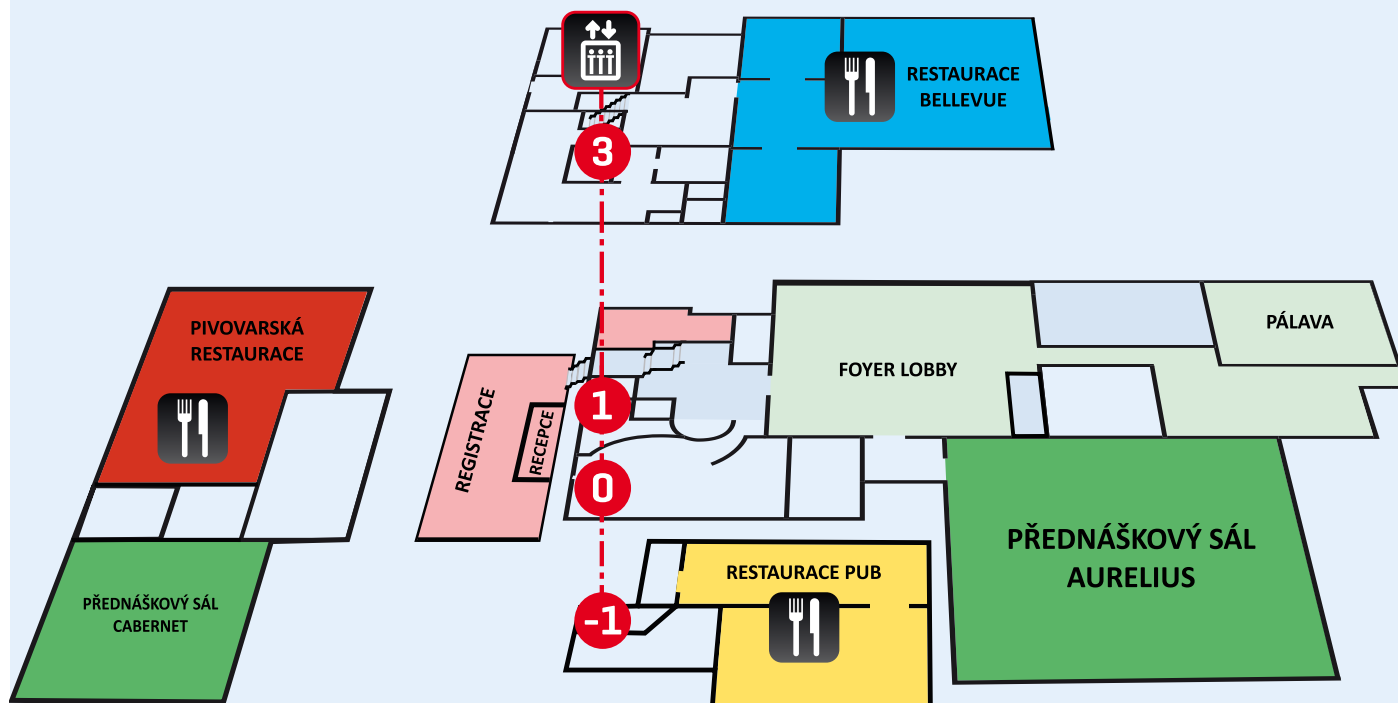 RESTAURACE
BELLEVUE
3
PIVOVARSKÁ
RESTAURACE
PÁLAVA
FOYER LOBBY
REGISTRACE
RECEPCE
1
0
PŘEDNÁŠKOVÝ SÁL
AURELIUS
RESTAURACE PUB
-1
PŘEDNÁŠKOVÝ SÁL
CABERNET